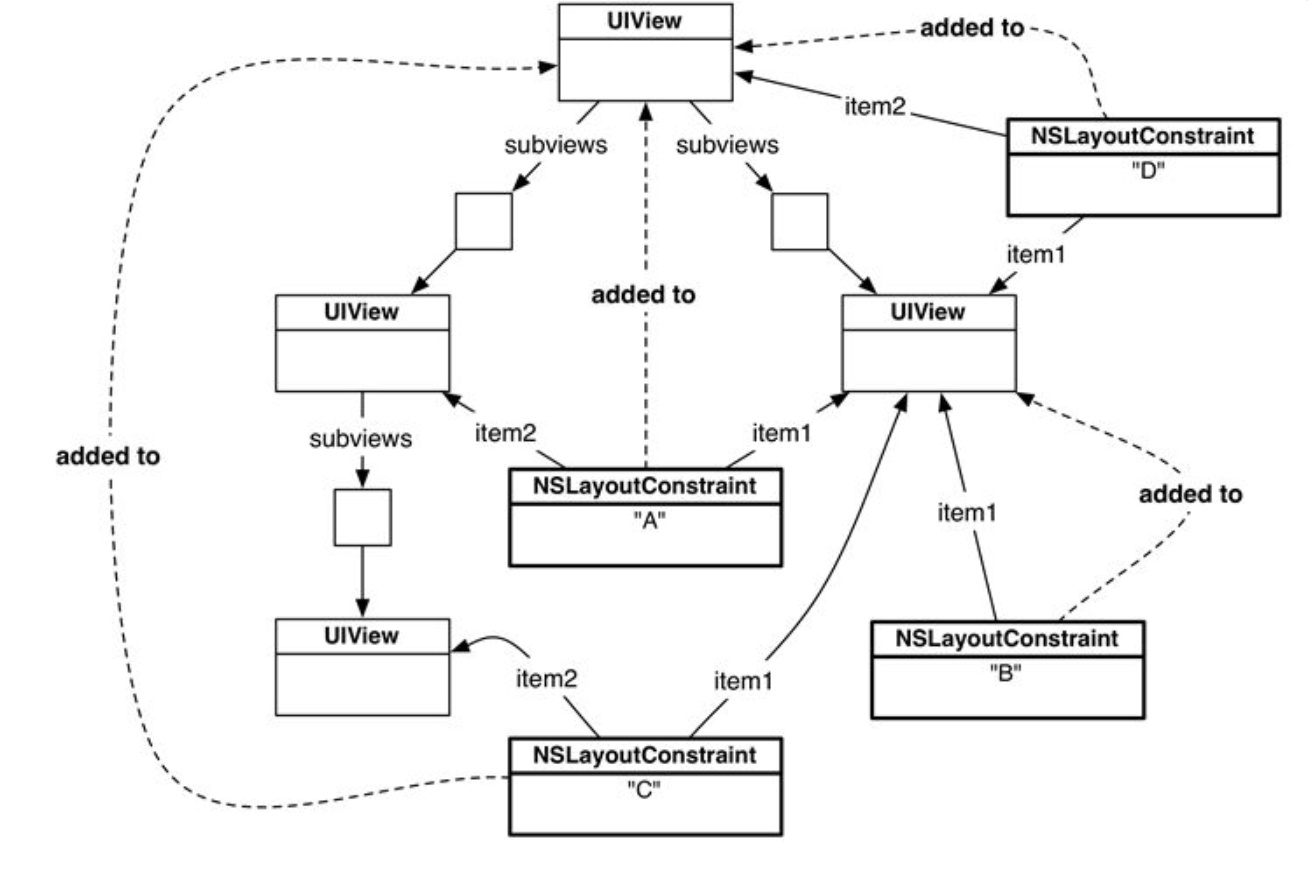 UIView
added to
item2
NSLayoutConstraint
"D"
subviews
subviews
item1
added to
UIView
UIView
subviews
item2
item1
added to
NSLayoutConstraint
"A"
added to
item1
UIView
NSLayoutConstraint
"B"
item2
item1
NSLayoutConstraint
"C"